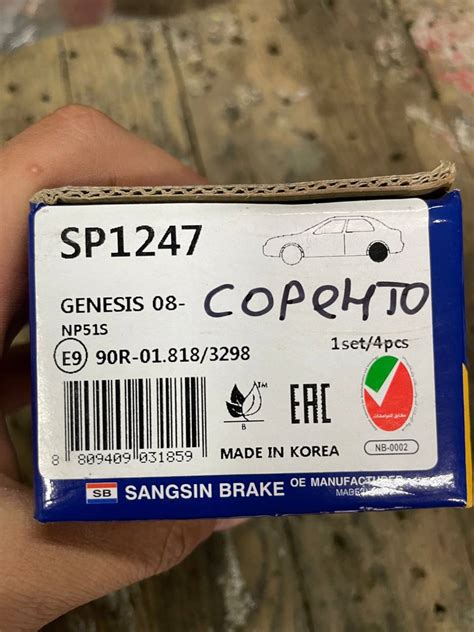 SP1247
GENESIS 08- СОРЕНТО
NP51S
1set/4pcs
E9 90R-01.818/3298
TM
B
EAC
8 809409 031859
MADE IN KOREA
NB-0002
SB SANGSIN BRAKE OE MANUFACTURER